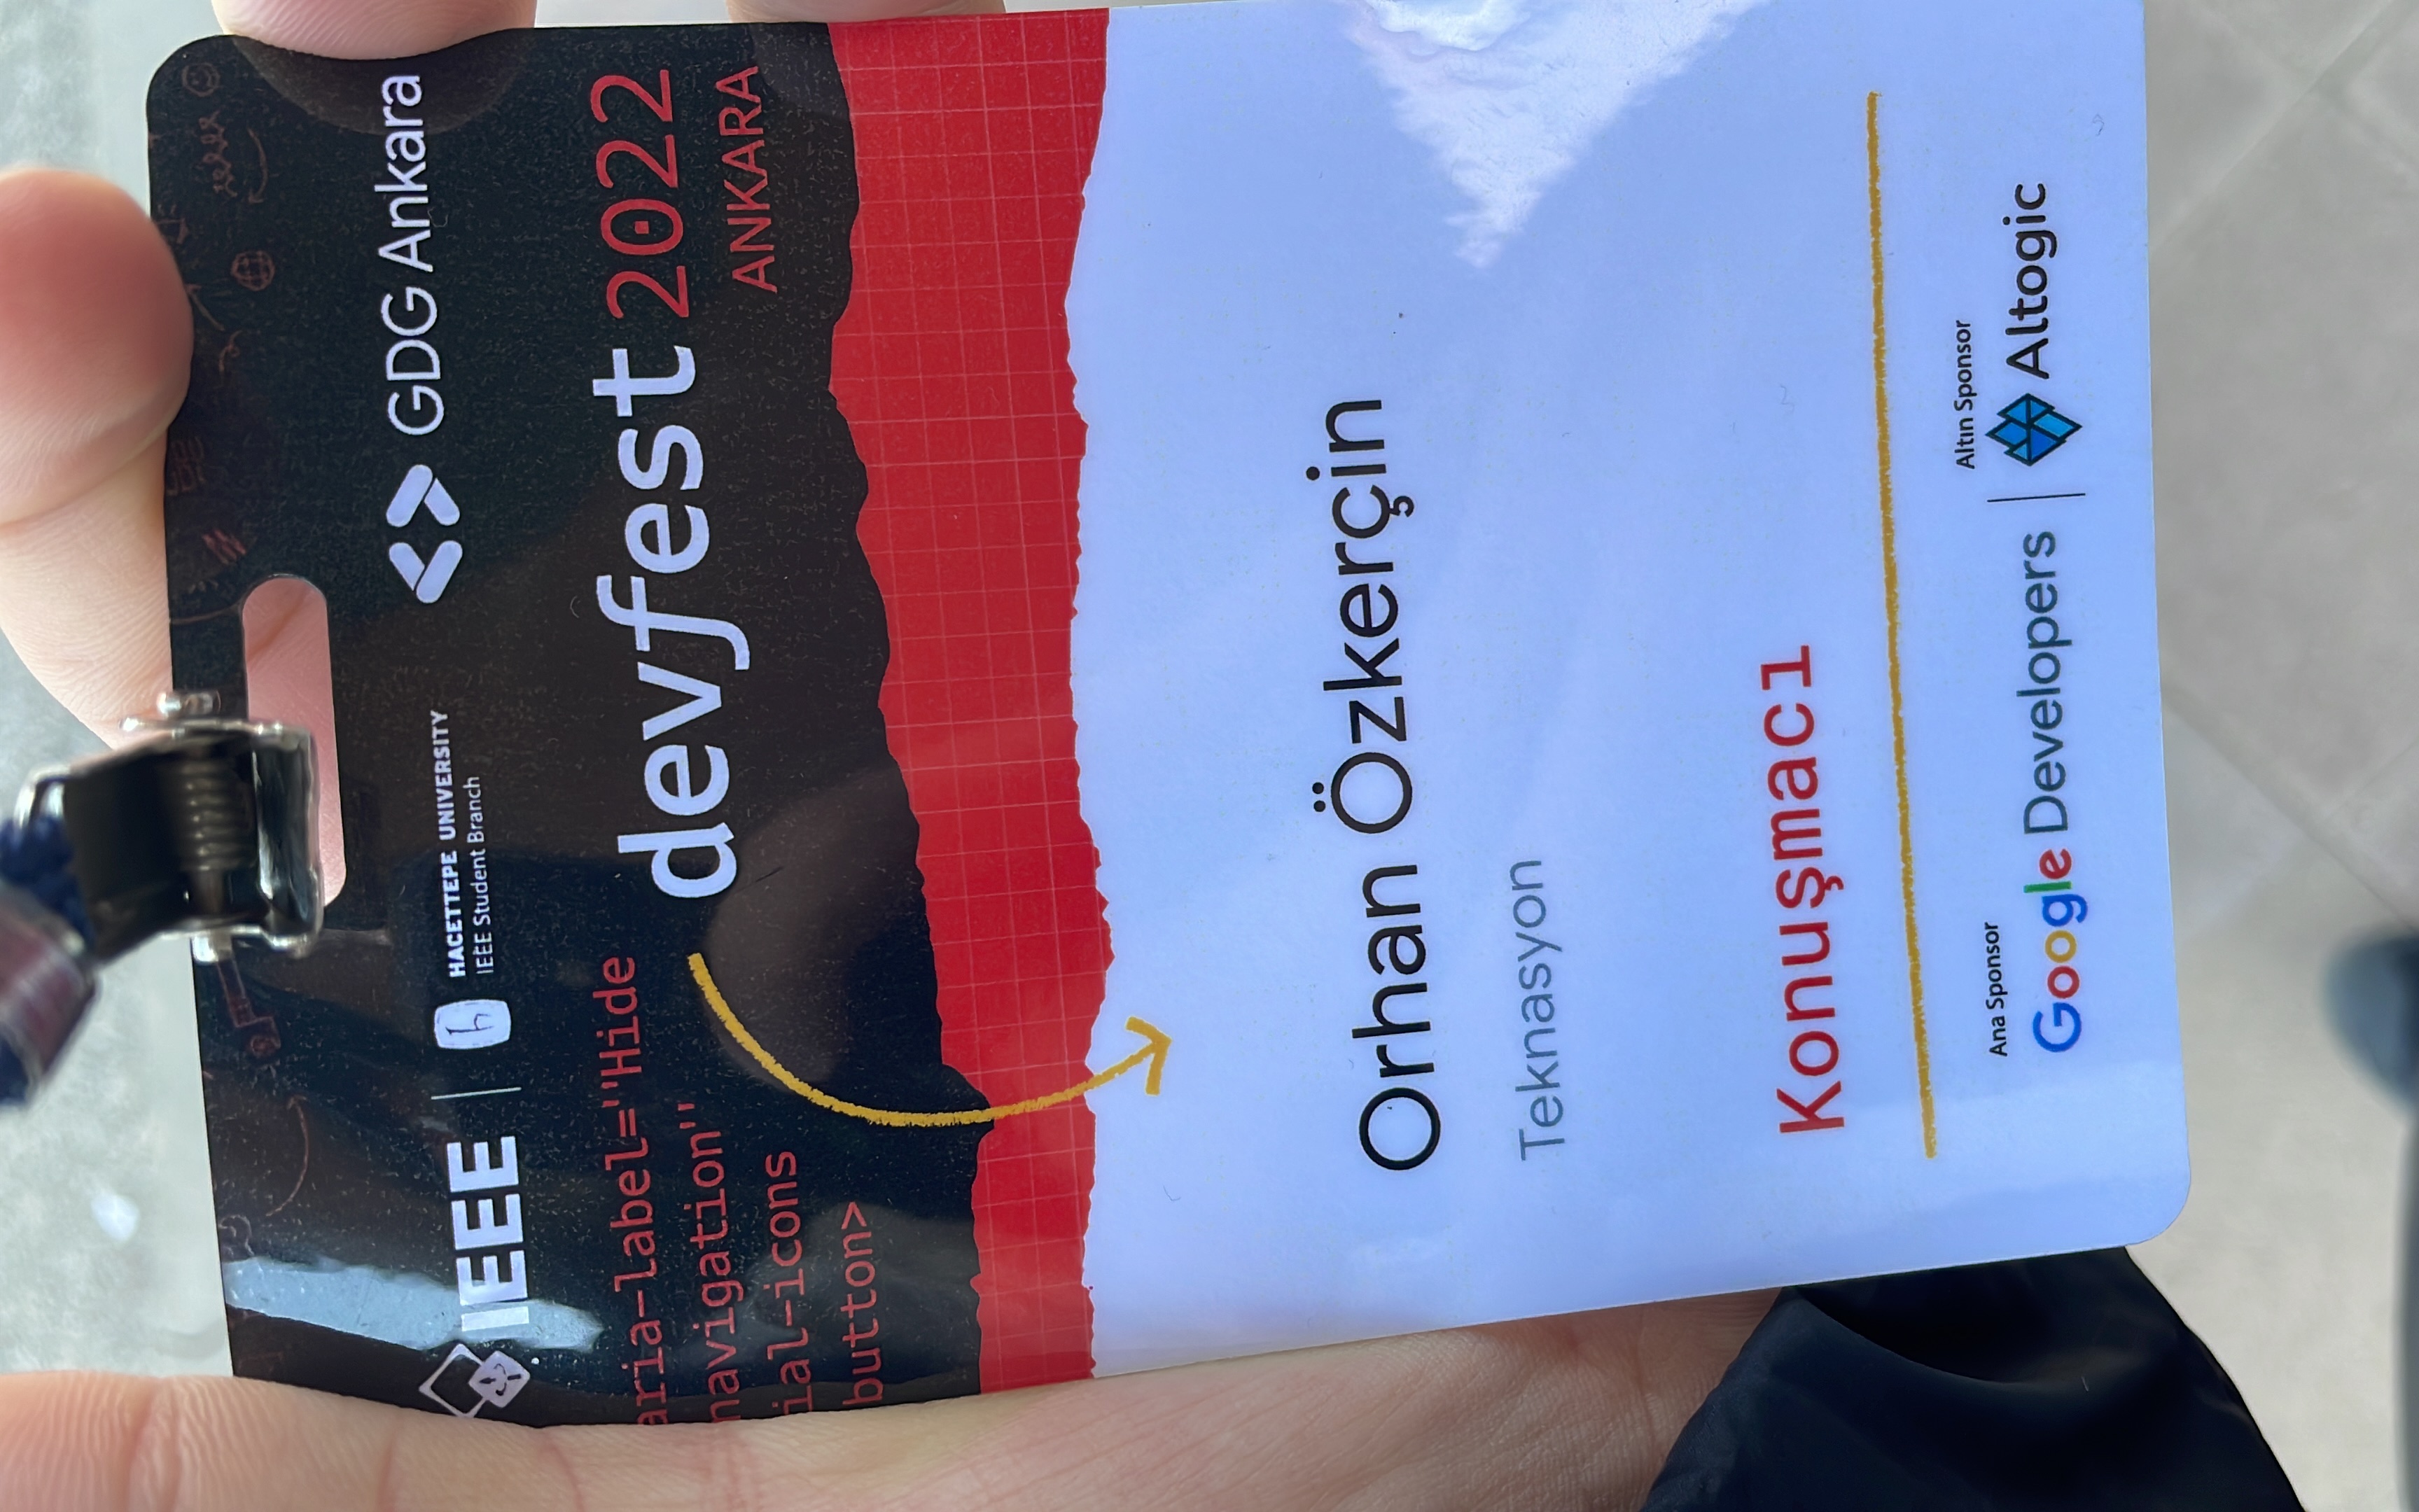 IEEE
HACETTEPE UNIVERSITY
IEEE Student Branch
GDG Ankara
aria-label="Hide
navigation"
ial-icons
button>
devfest 2022
ANKARA
Orhan Özkerçin
Teknasyon
Konuşmacı
Ana Sponsor
Google Developers
Altın Sponsor
Altogic